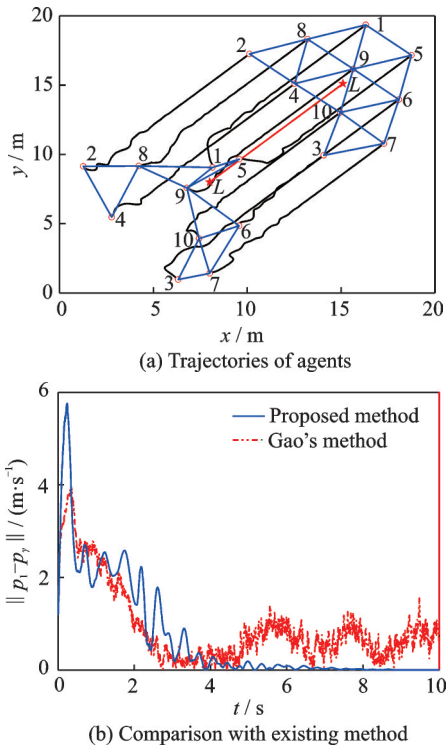 20
15
10
5
0
y / m
0 5 10 15 20
x / m
2 8 1 9 5 4 L 10 6 3 7
2 8 1 5 4 9 L 10 6 3 7
(a) Trajectories of agents
6
4
2
0
|| p₁−pᵧ || / (m·s⁻¹)
Proposed method
Gao's method
0 2 4 6 8 10
t / s
(b) Comparison with existing method